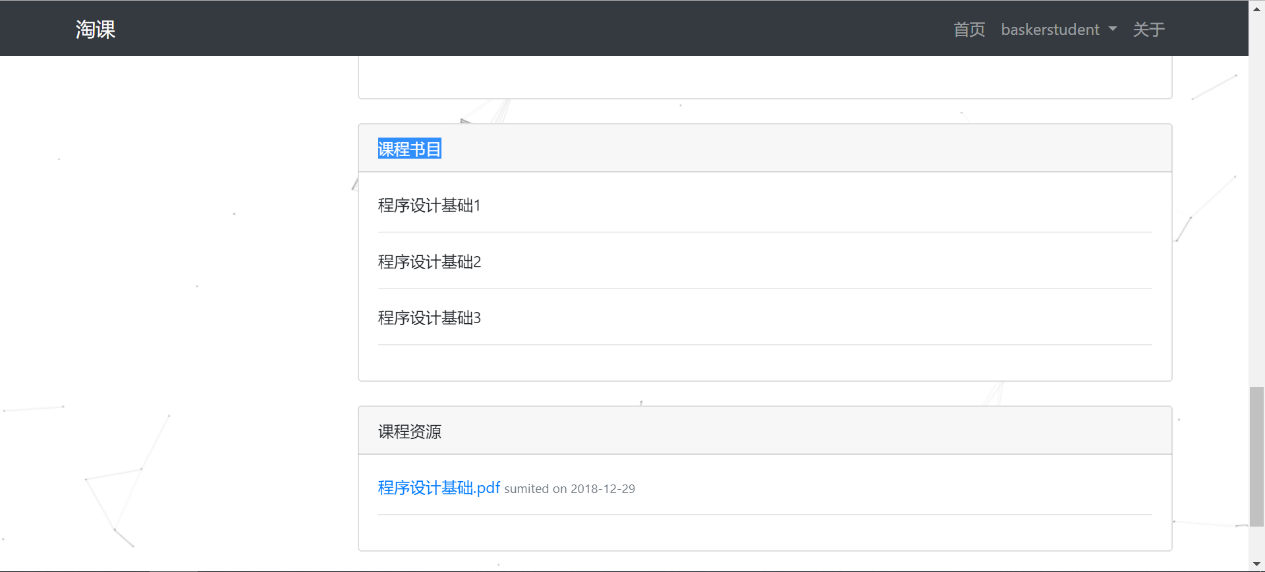 淘课 首页 baskerstudent 关于
课程书目
程序设计基础1
程序设计基础2
程序设计基础3
课程资源
程序设计基础.pdf sumited on 2018-12-29